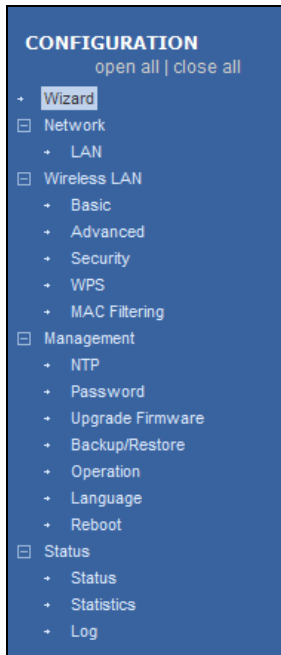 CONFIGURATION
open all | close all
Wizard
Network
LAN
Wireless LAN
Basic
Advanced
Security
WPS
MAC Filtering
Management
NTP
Password
Upgrade Firmware
Backup/Restore
Operation
Language
Reboot
Status
Status
Statistics
Log